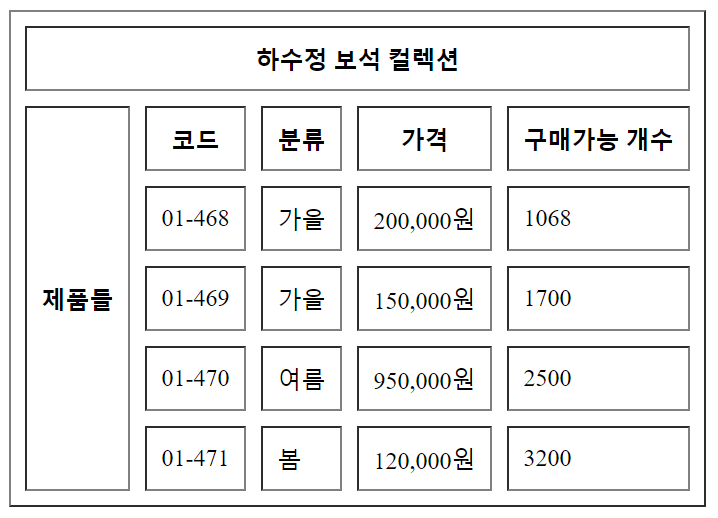 하수정 보석 컬렉션
코드 분류 가격 구매가능 개수
01-468 가을 200,000원 1068
01-469 가을 150,000원 1700
제품들
01-470 여름 950,000원 2500
01-471 봄 120,000원 3200